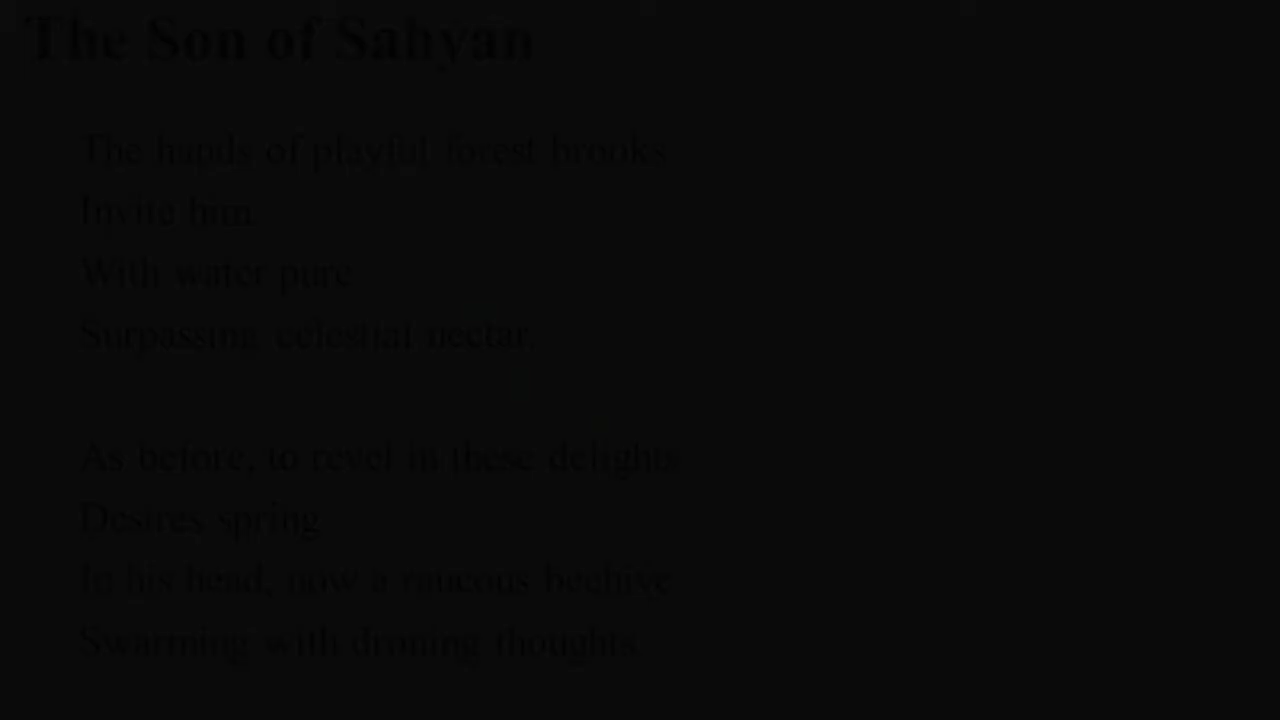 The Son of Sahyan
The hands of playful forest brooks
Invite him
With water pure
Surpassing celestial nectar.
As before, to revel in these delights
Desires spring
In his head, now a raucous beehive
Swarming with droning thoughts.